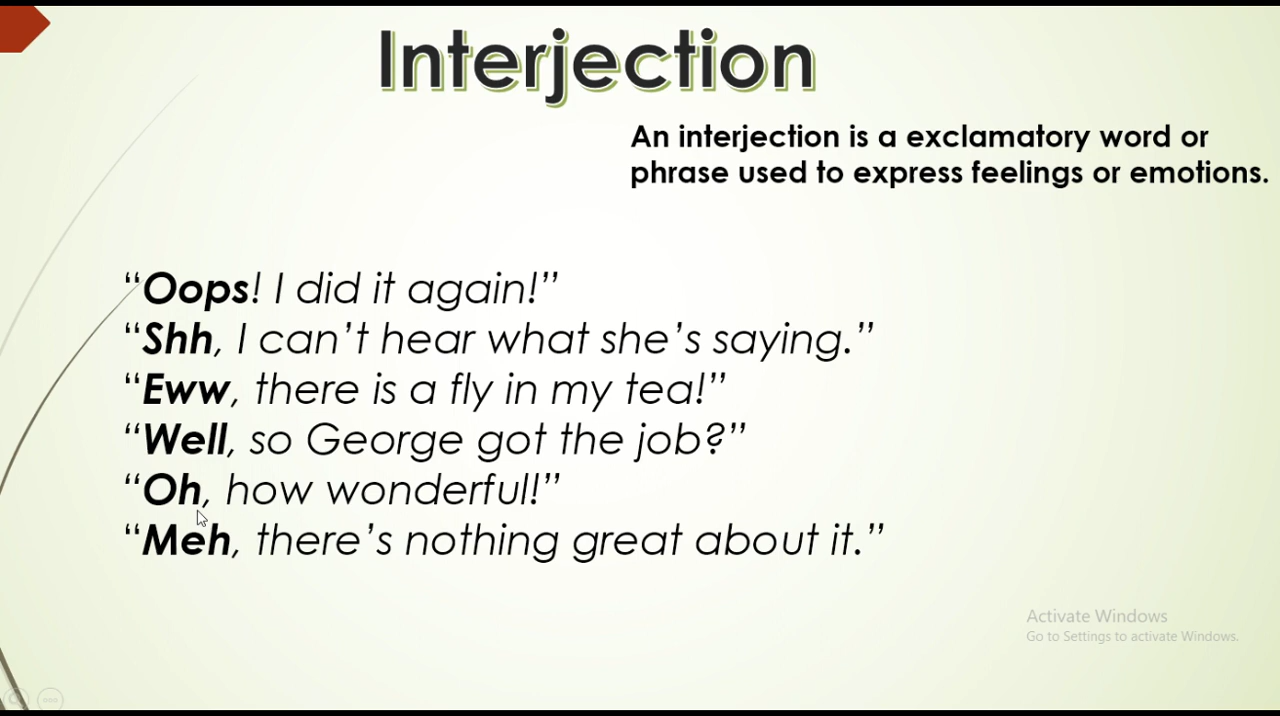 Interjection
An interjection is a exclamatory word or
phrase used to express feelings or emotions.
“Oops! I did it again!”
“Shh, I can’t hear what she’s saying.”
“Eww, there is a fly in my tea!”
“Well, so George got the job?”
“Oh, how wonderful!”
“Meh, there’s nothing great about it.”
Activate Windows
Go to Settings to activate Windows.